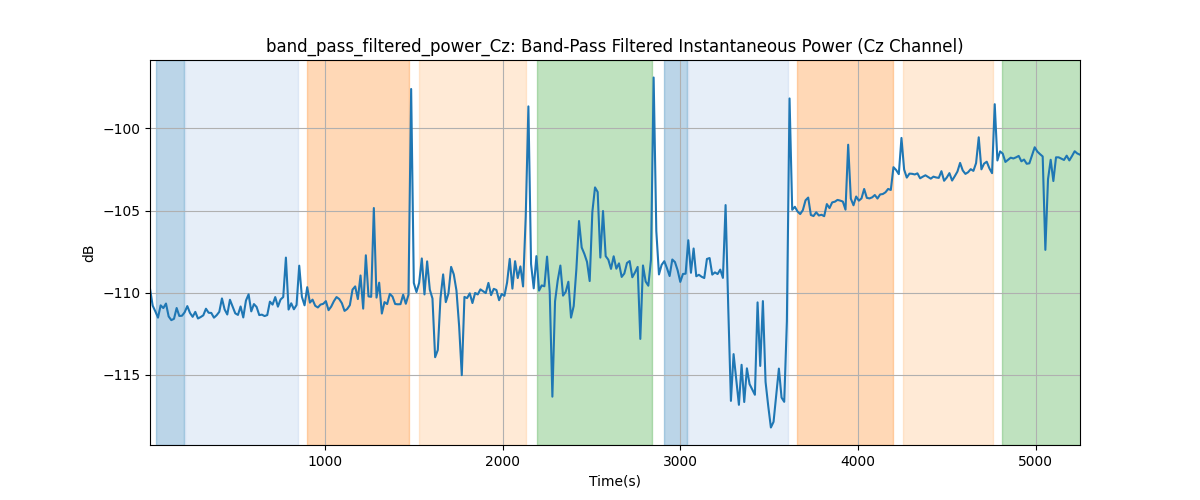 band_pass_filtered_power_Cz: Band-Pass Filtered Instantaneous Power (Cz Channel)
−100
−105
−110
−115
dB
1000 2000 3000 4000 5000
Time(s)